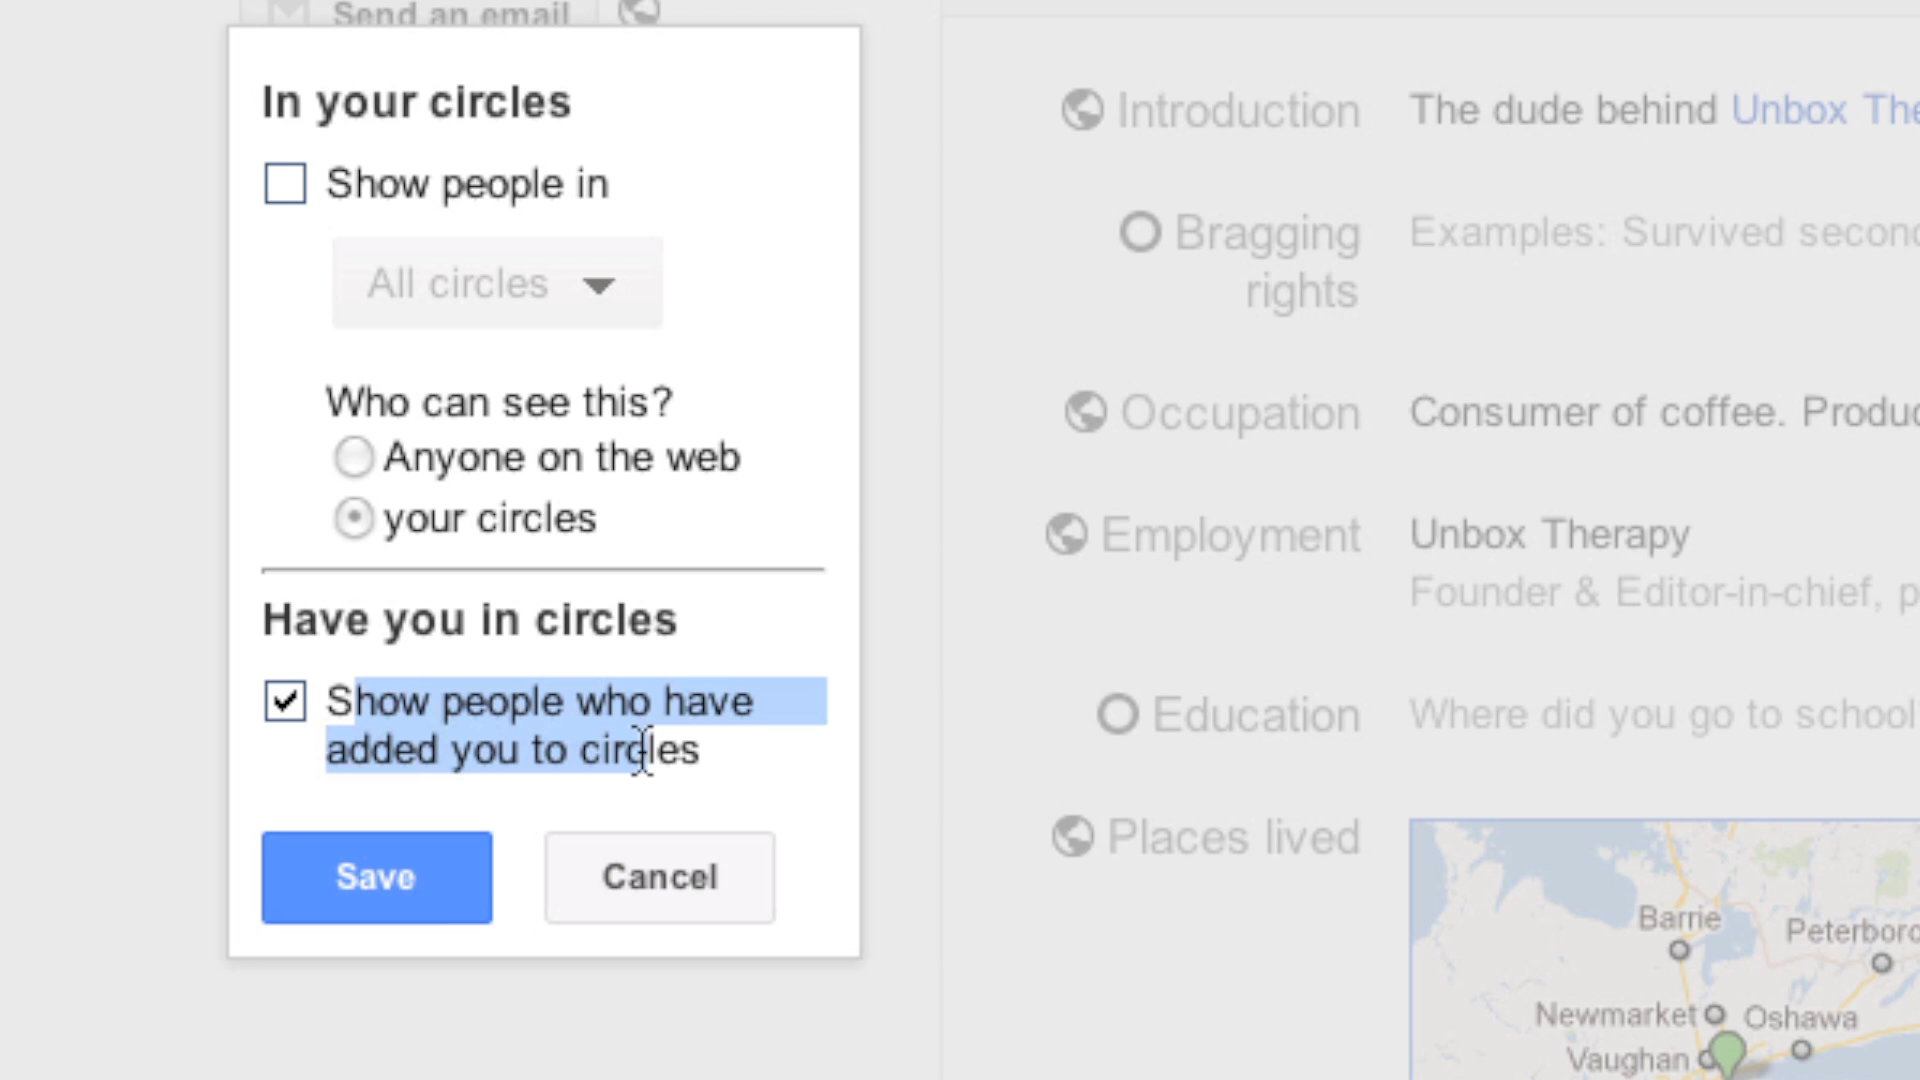 Send an email
In your circles
Show people in
All circles
Who can see this?
Anyone on the web
your circles
Have you in circles
Show people who have
added you to circles
Save
Cancel
Introduction
The dude behind Unbox The
Bragging
rights
Examples: Survived secon
Occupation
Consumer of coffee. Produc
Employment
Unbox Therapy
Founder & Editor-in-chief, p
Education
Where did you go to school
Places lived
Barrie
Peterboro
Newmarket
Oshawa
Vaughan